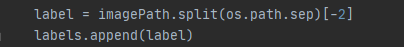 label = imagePath.split(os.path.sep)[-2]
labels.append(label)